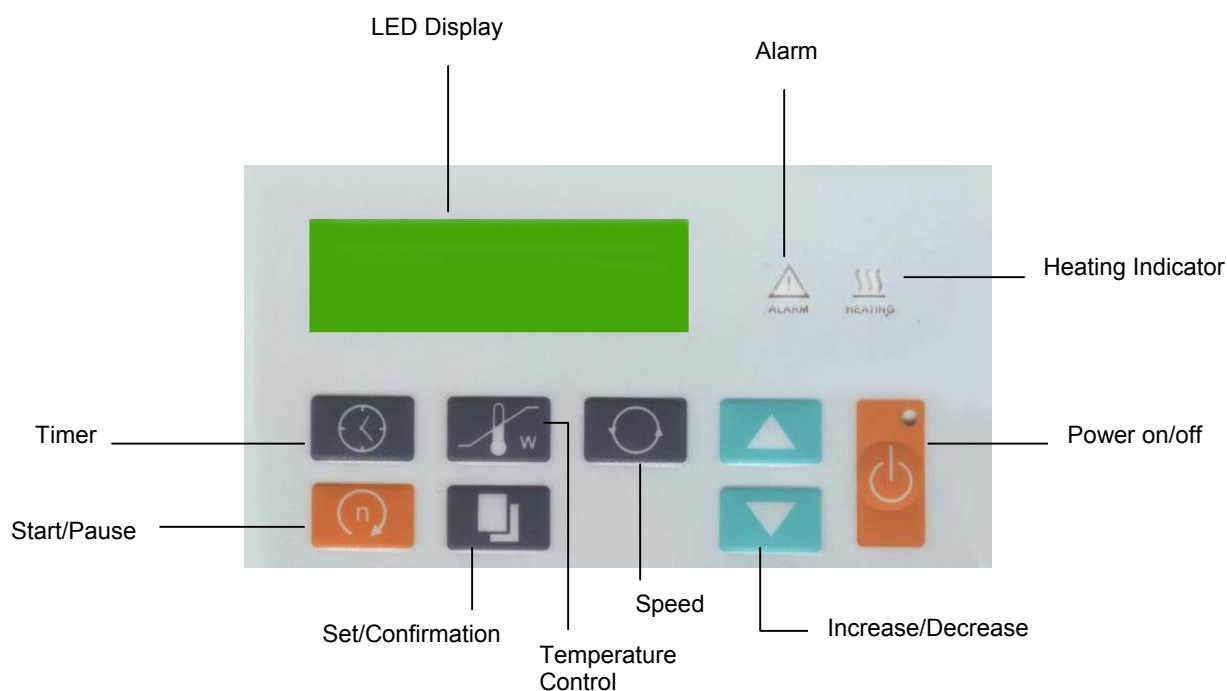 LED Display
Alarm
Heating Indicator
ALARM
HEATING
Timer
W
Power on/off
Start/Pause
n
Speed
Set/Confirmation
Increase/Decrease
Temperature
Control